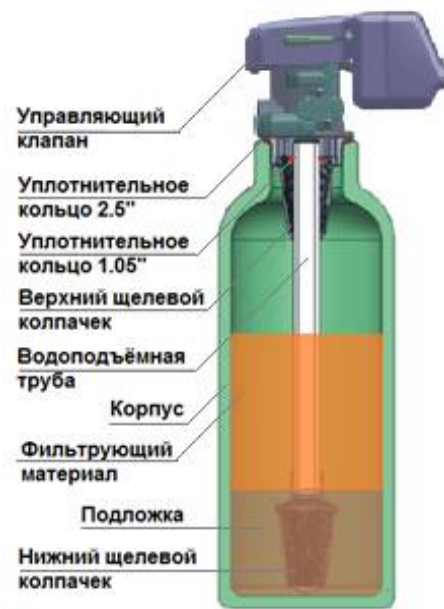 Управляющий
клапан
Уплотнительное
кольцо 2.5"
Уплотнительное
кольцо 1.05"
Верхний щелевой
колпачек
Водоподъёмная
труба
Корпус
Фильтрующий
материал
Подложка
Нижний щелевой
колпачек